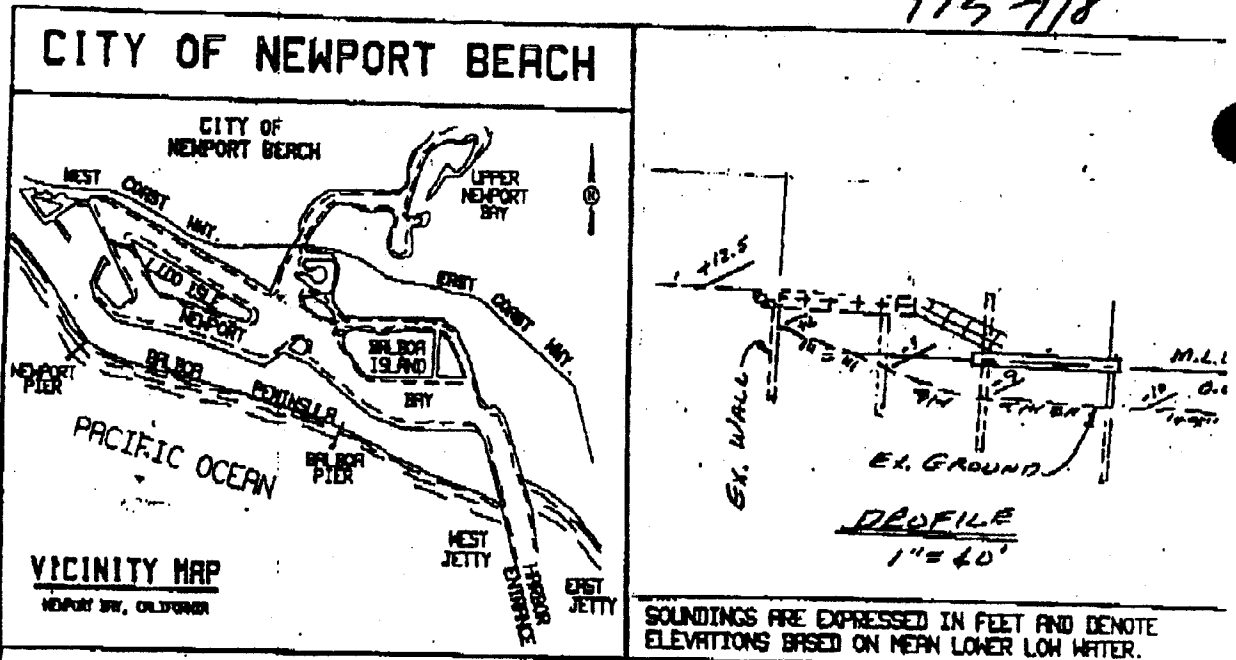 CITY OF NEWPORT BEACH
CITY OF
NEWPORT BEACH
WEST COAST HWY.
UPPER
NEWPORT
BAY
LIDO ISLE
NEWPORT
EAST COAST HWY.
BALBOA
ISLAND
BAY
NEWPORT
PIER
BALBOA PENINSULA
PACIFIC OCEAN
BALBOA
PIER
WEST
JETTY
HARBOR
ENTRANCE
EAST
JETTY
VICINITY MAP
NEWPORT BAY, CALIFORNIA
+12.5
EX. WALL
M.L.L
EX. GROUND
PROFILE
SOUNDINGS ARE EXPRESSED IN FEET AND DENOTE
ELEVATIONS BASED ON MEAN LOWER LOW WATER.